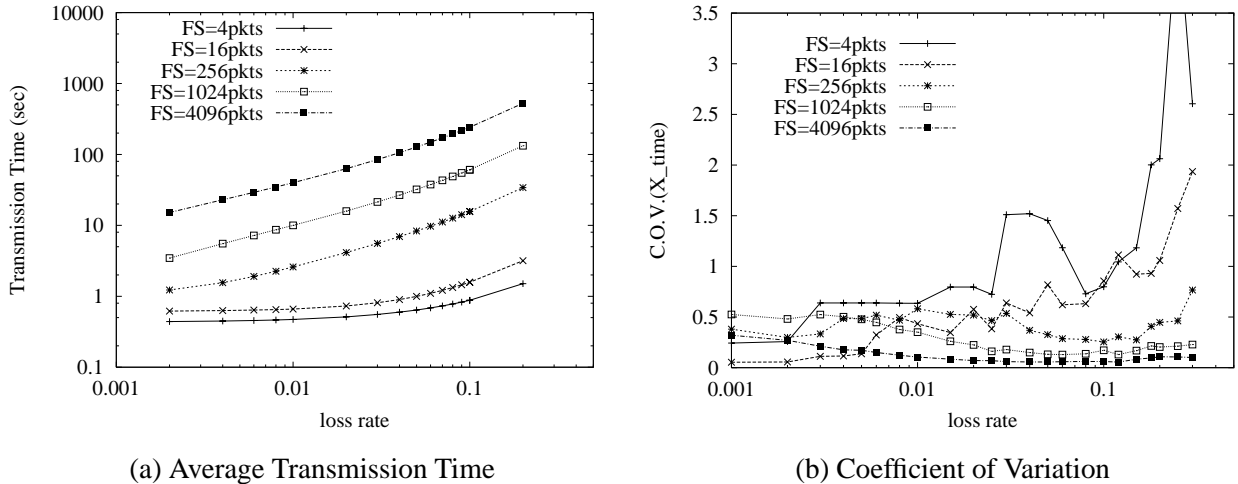 10000
1000
100
10
1
0.1
0.001
0.01
0.1
Transmission Time (sec)
loss rate
FS=4pkts
FS=16pkts
FS=256pkts
FS=1024pkts
FS=4096pkts
(a) Average Transmission Time
3.5
3
2.5
2
1.5
1
0.5
0
0.001
0.01
0.1
C.O.V.(X_time)
loss rate
FS=4pkts
FS=16pkts
FS=256pkts
FS=1024pkts
FS=4096pkts
(b) Coefficient of Variation